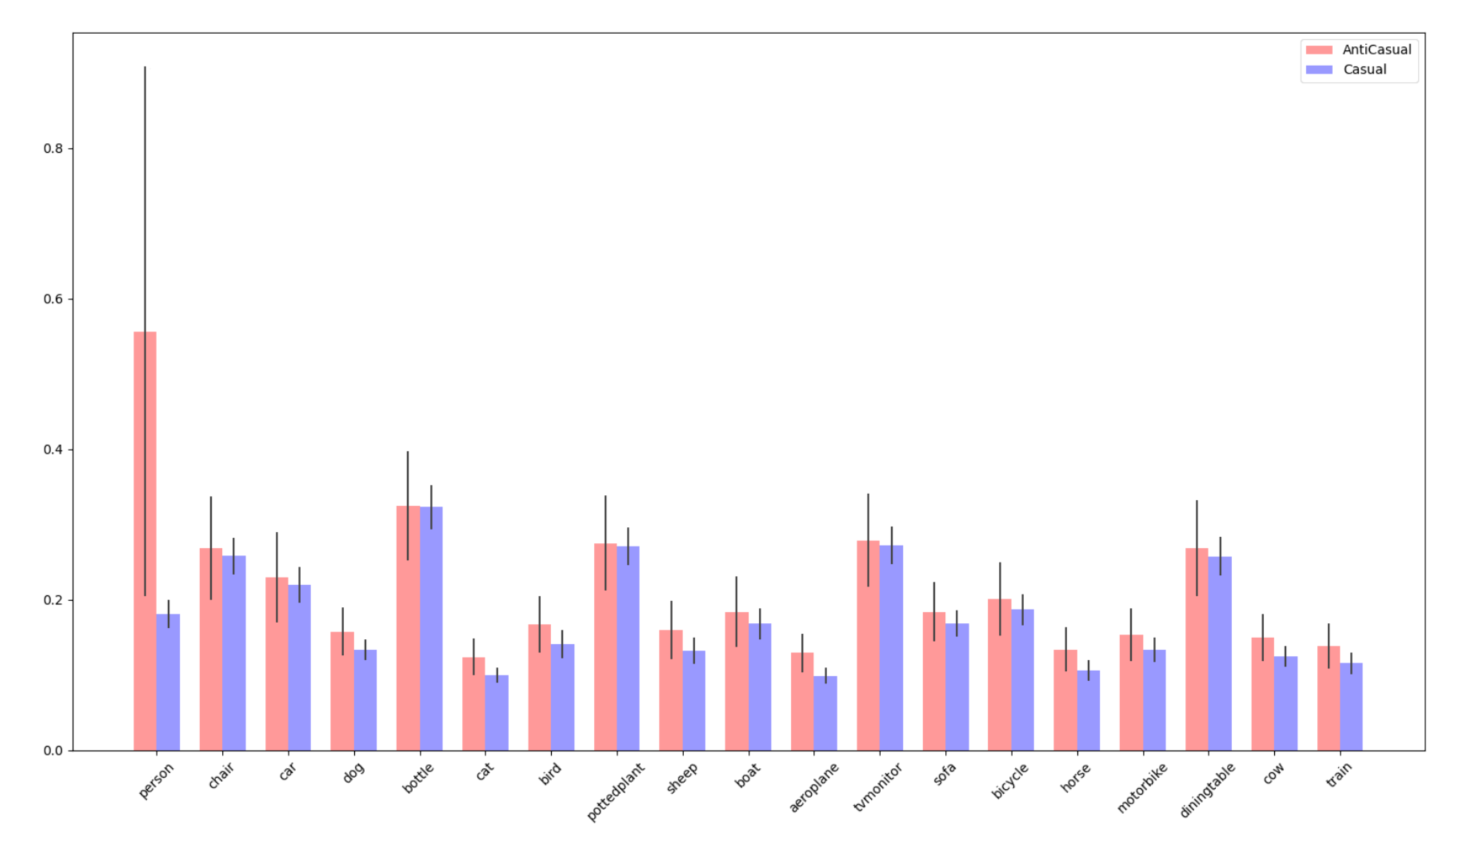 AntiCasual
Casual
0.8
0.6
0.4
0.2
0.0
person
chair
car
dog
bottle
cat
bird
pottedplant
sheep
boat
aeroplane
tvmonitor
sofa
bicycle
horse
motorbike
diningtable
cow
train